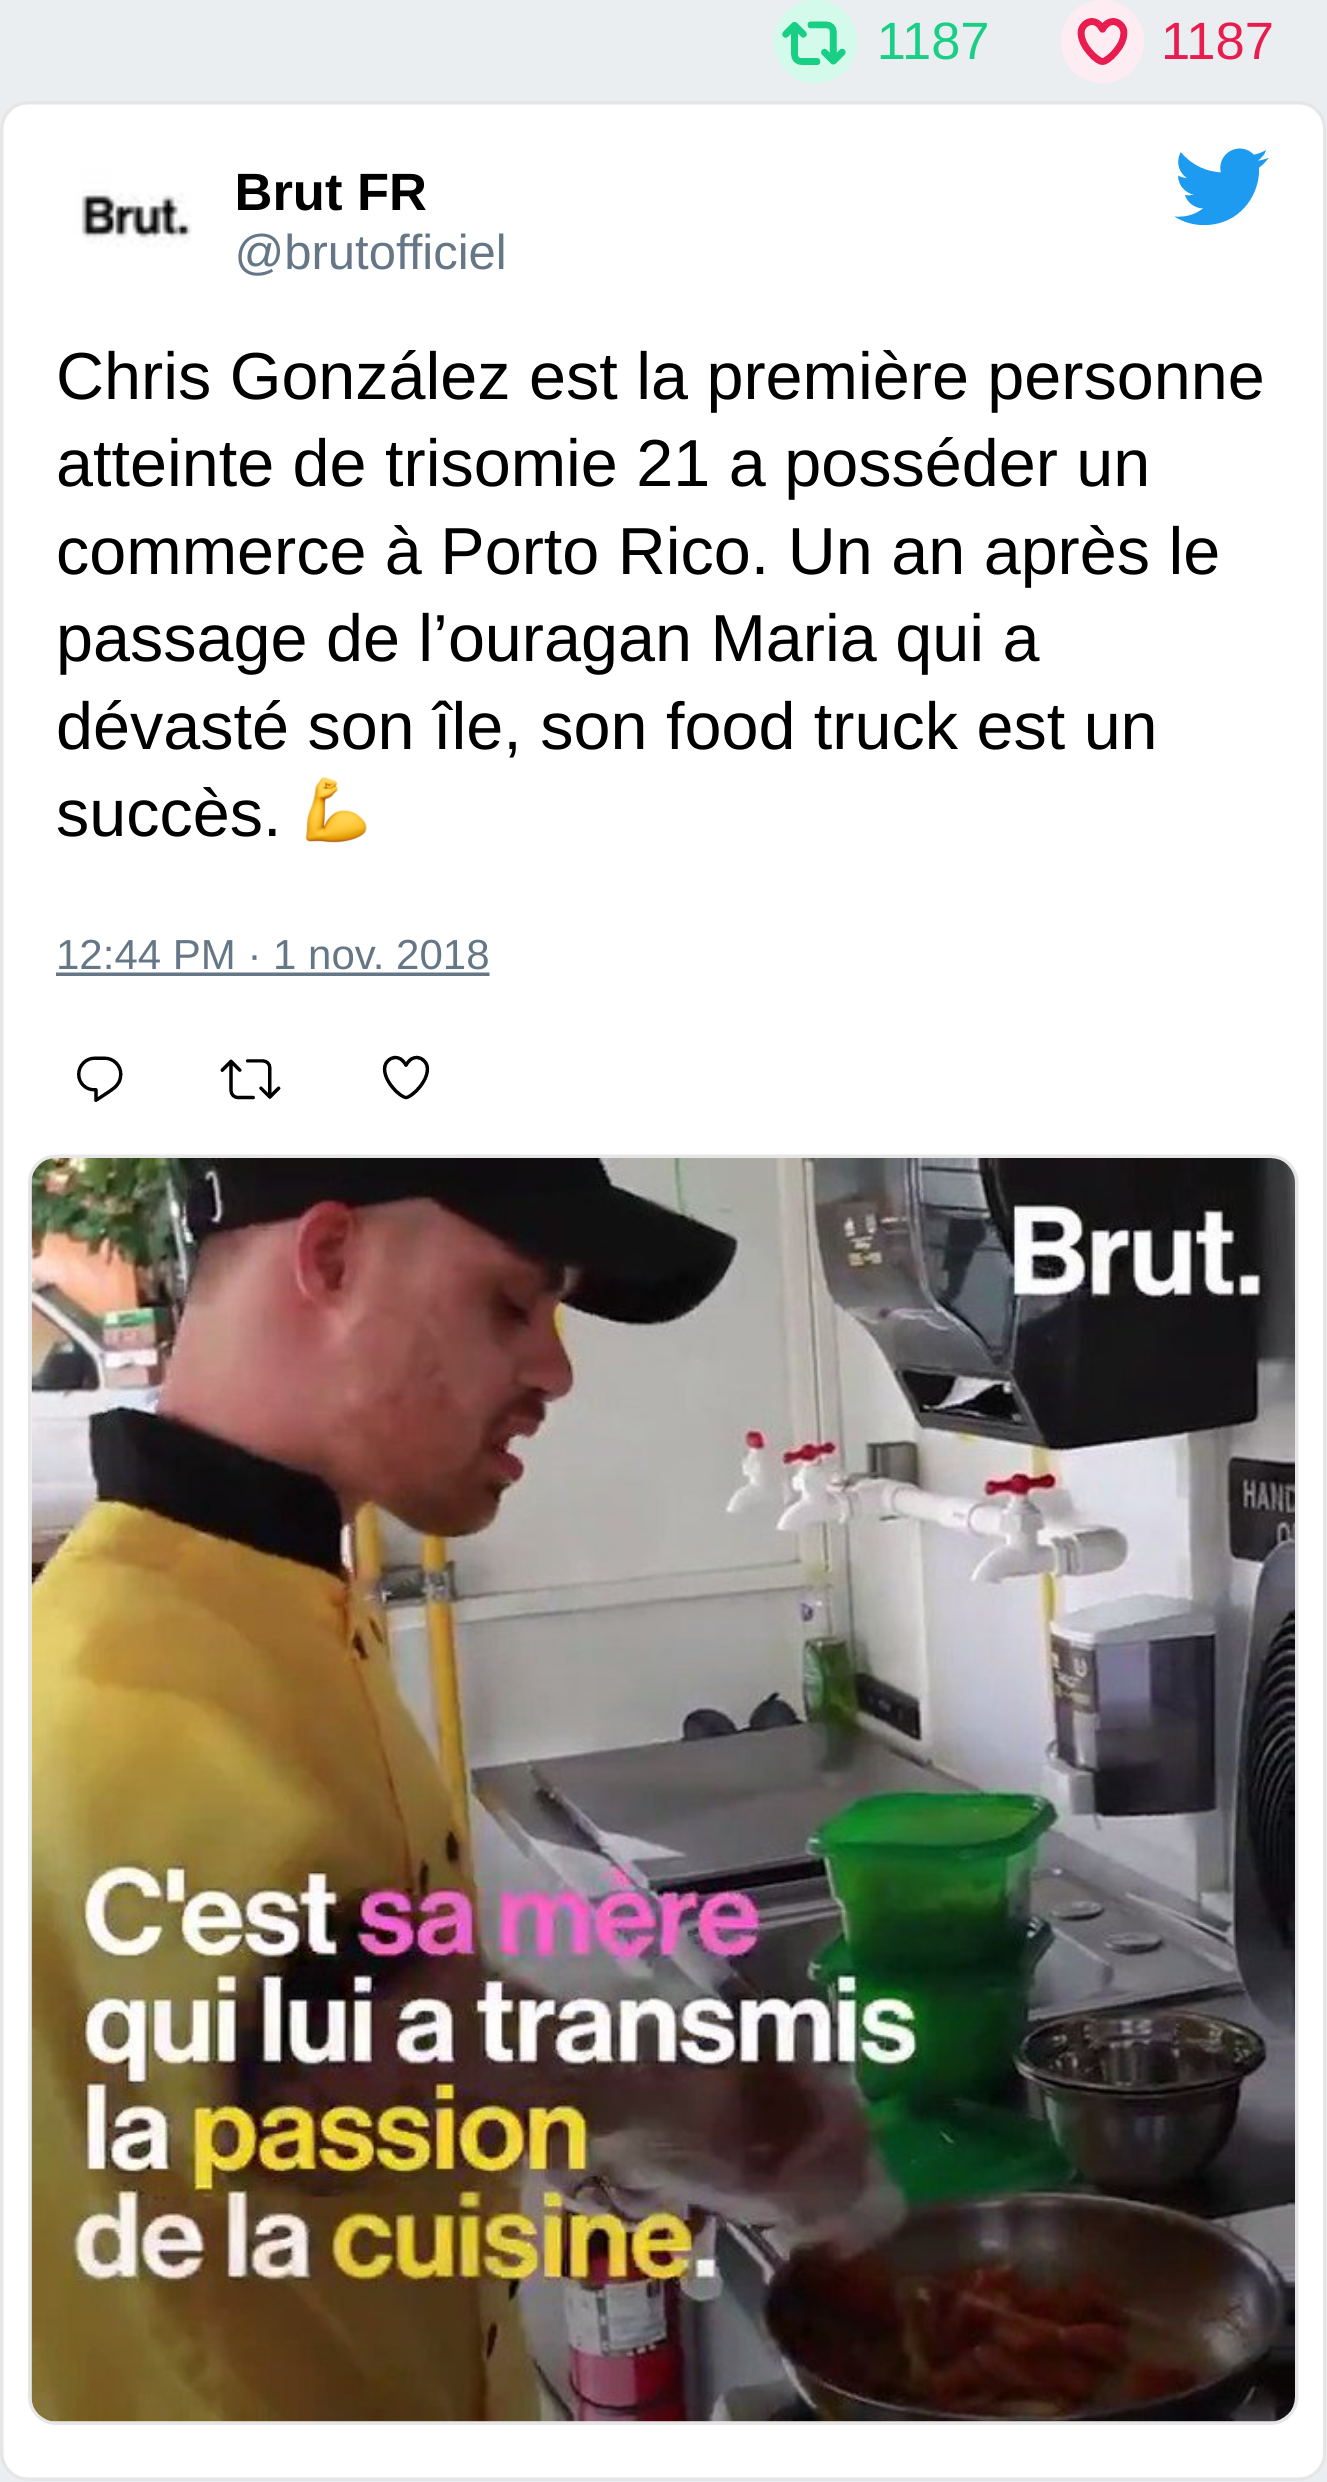 1187 1187
Brut.
Brut FR
@brutofficiel
Chris González est la première personne
atteinte de trisomie 21 a posséder un
commerce à Porto Rico. Un an après le
passage de l’ouragan Maria qui a
dévasté son île, son food truck est un
succès. 💪
12:44 PM · 1 nov. 2018
Brut.
HAND
C'est sa mère
qui lui a transmis
la passion
de la cuisine.